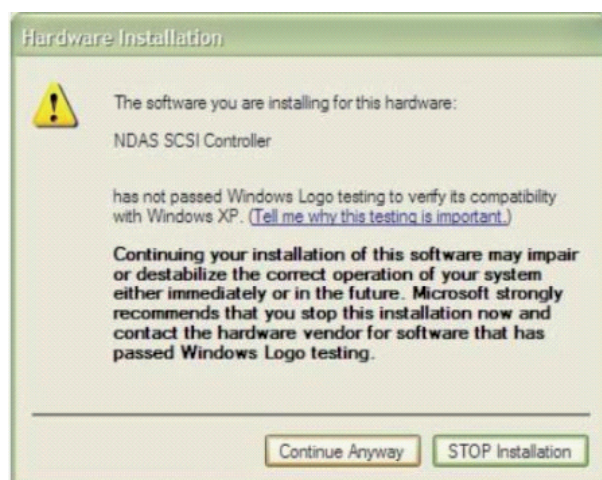 Hardware Installation
The software you are installing for this hardware:
NDAS SCSI Controller
has not passed Windows Logo testing to verify its compatibility
with Windows XP. (Tell me why this testing is important.)
Continuing your installation of this software may impair
or destabilize the correct operation of your system
either immediately or in the future. Microsoft strongly
recommends that you stop this installation now and
contact the hardware vendor for software that has
passed Windows Logo testing.
Continue Anyway
STOP Installation